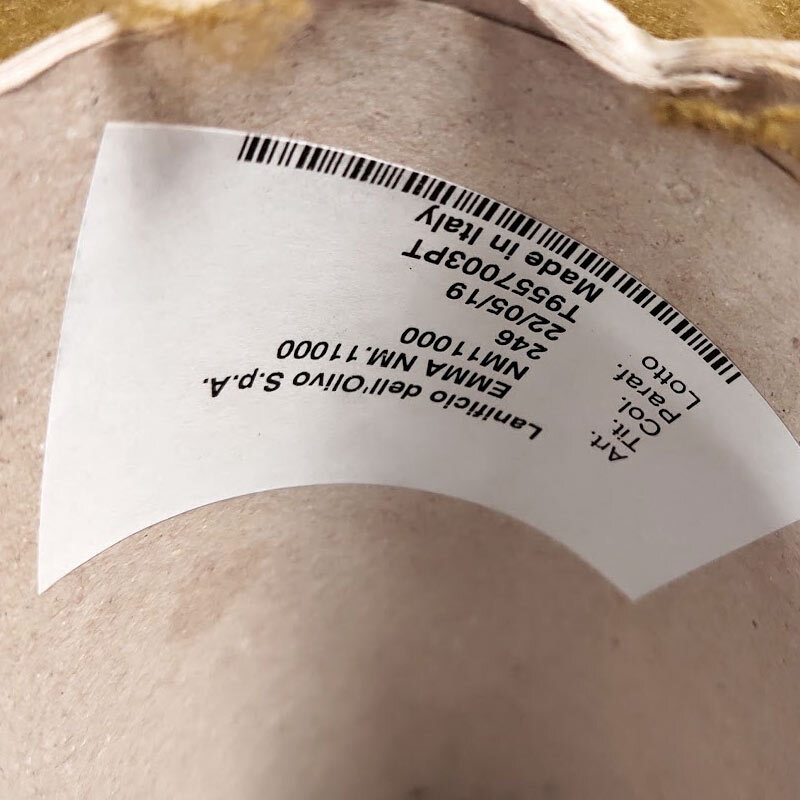 Lanificio dell'Olivo S.p.A.
Art. EMMA NM.11000
Tit. NM11000
Col. 246
Paraf. 22/05/19
Lotto T9557003PT
Made in Italy